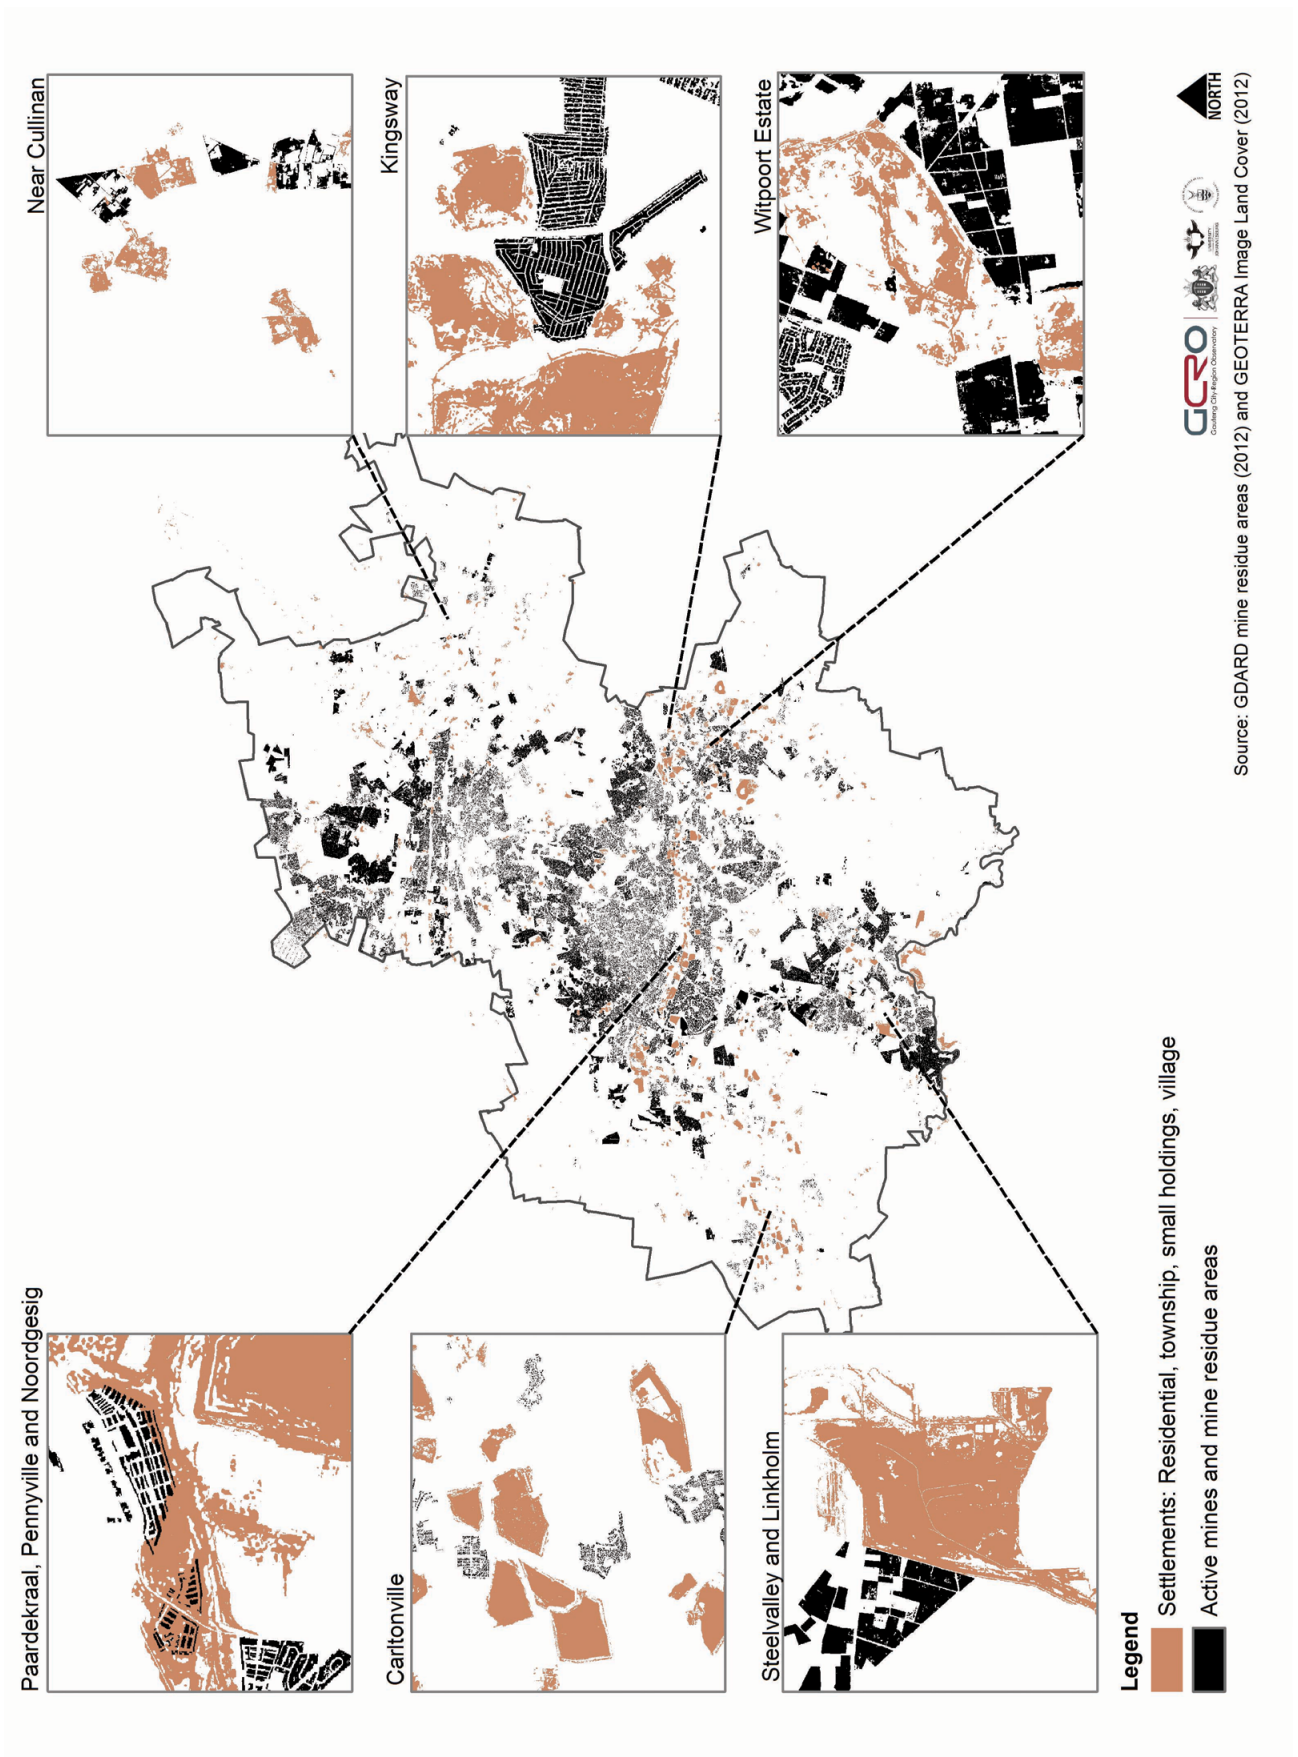 Paardekraal, Pennyville and Noordgesig
Near Cullinan
Carltonville
Kingsway
Steelvalley and Linkholm
Witpoort Estate
Legend
Settlements: Residential, township, small holdings, village
Active mines and mine residue areas
GCRO
Gauteng City-Region Observatory
NORTH
Source: GDARD mine residue areas (2012) and GEOTERRA Image Land Cover (2012)